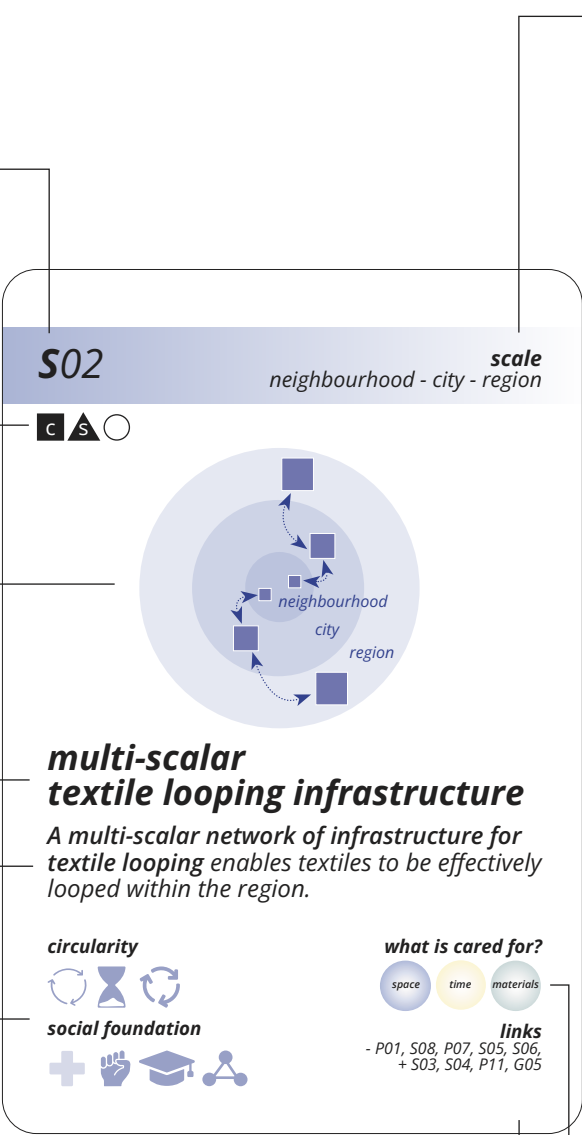 S02
scale
neighbourhood - city - region
C S
neighbourhood
city
region
multi-scalar
textile looping infrastructure
A multi-scalar network of infrastructure for
textile looping enables textiles to be effectively
looped within the region.
circularity
what is cared for?
space time materials
social foundation
links
- P01, S08, P07, S05, S06,
+ S03, S04, P11, G05